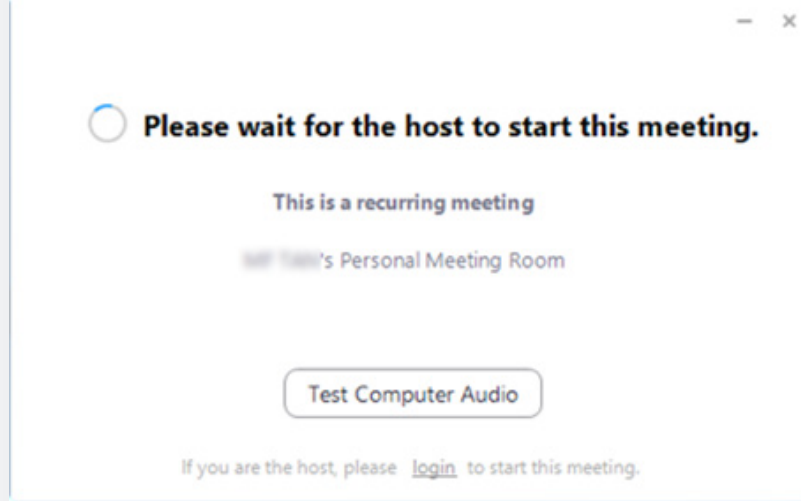 Please wait for the host to start this meeting.
This is a recurring meeting
's Personal Meeting Room
Test Computer Audio
If you are the host, please login to start this meeting.